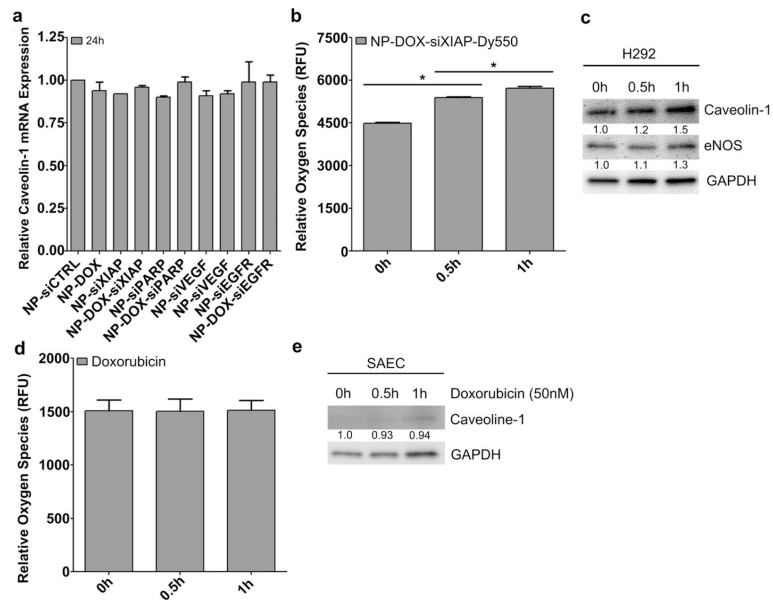 a
Relative Caveolin-1 mRNA Expression
24h
1.25
1.00
0.75
0.50
0.25
0.00
NP-siCTRL
NP-DOX
NP-siXIAP
NP-DOX-siXIAP
NP-siPARP
NP-DOX-siPARP
NP-siVEGF
NP-siVEGF
NP-siEGFR
NP-DOX-siEGFR
b
Relative Oxygen Species (RFU)
NP-DOX-siXIAP-Dy550
7500
6000
4500
3000
1500
0
*
*
0h
0.5h
1h
c
H292
0h 0.5h 1h
Caveolin-1
1.0 1.2 1.5
eNOS
1.0 1.1 1.3
GAPDH
d
Relative Oxygen Species (RFU)
Doxorubicin
2000
1500
1000
500
0
0h
0.5h
1h
e
SAEC
0h 0.5h 1h Doxorubicin (50nM)
Caveoline-1
1.0 0.93 0.94
GAPDH